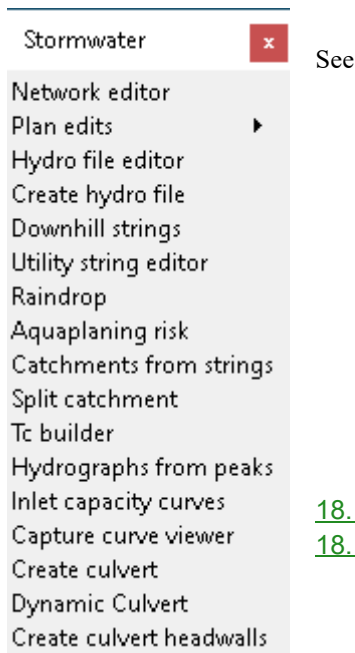 Stormwater x
See
Network editor
Plan edits
Hydro file editor
Create hydro file
Downhill strings
Utility string editor
Raindrop
Aquaplaning risk
Catchments from strings
Split catchment
Tc builder
Hydrographs from peaks
Inlet capacity curves
18.
Capture curve viewer
18.
Create culvert
Dynamic Culvert
Create culvert headwalls